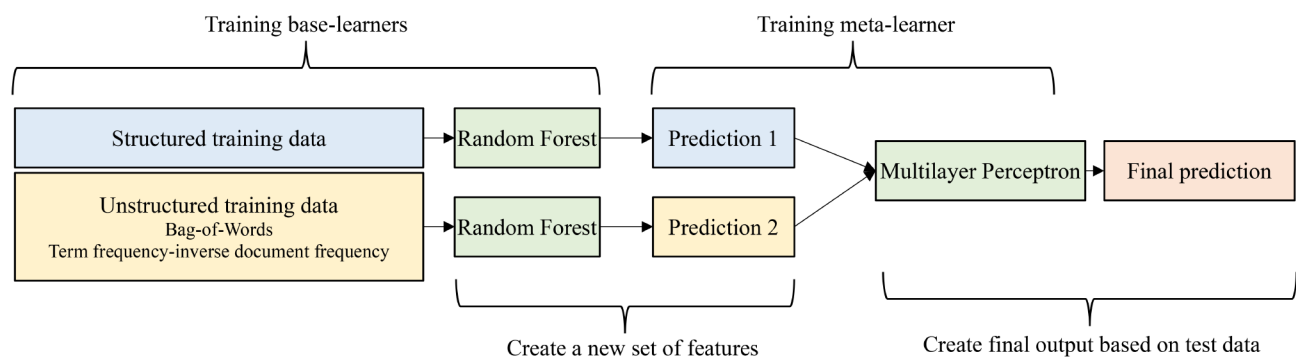 Training base-learners
Training meta-learner
Structured training data
Random Forest
Prediction 1
Multilayer Perceptron
Final prediction
Unstructured training data
Bag-of-Words
Term frequency-inverse document frequency
Random Forest
Prediction 2
Create a new set of features
Create final output based on test data